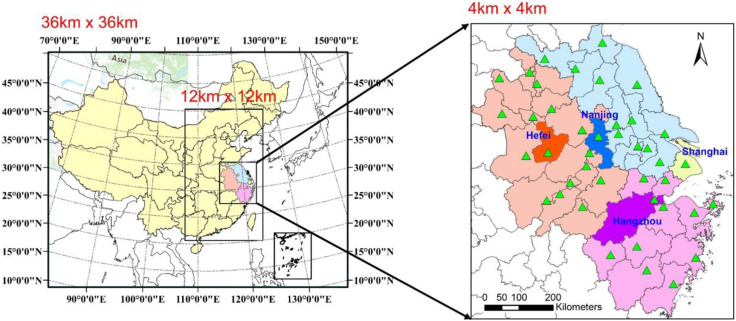 36km x 36km
4km x 4km
70°0'0"E 90°0'0"E 110°0'0"E 130°0'0"E 150°0'0"E
Asia
N
45°0'0"N 45°0'0"N
12km x 12km
40°0'0"N 40°0'0"N
Nanjing
35°0'0"N 35°0'0"N
Hefei
Shanghai
30°0'0"N 30°0'0"N
25°0'0"N 25°0'0"N
20°0'0"N 20°0'0"N
Hangzhou
15°0'0"N 15°0'0"N
10°0'0"N 10°0'0"N
0 50 100 200
Kilometers
90°0'0"E 100°0'0"E 110°0'0"E 120°0'0"E 130°0'0"E